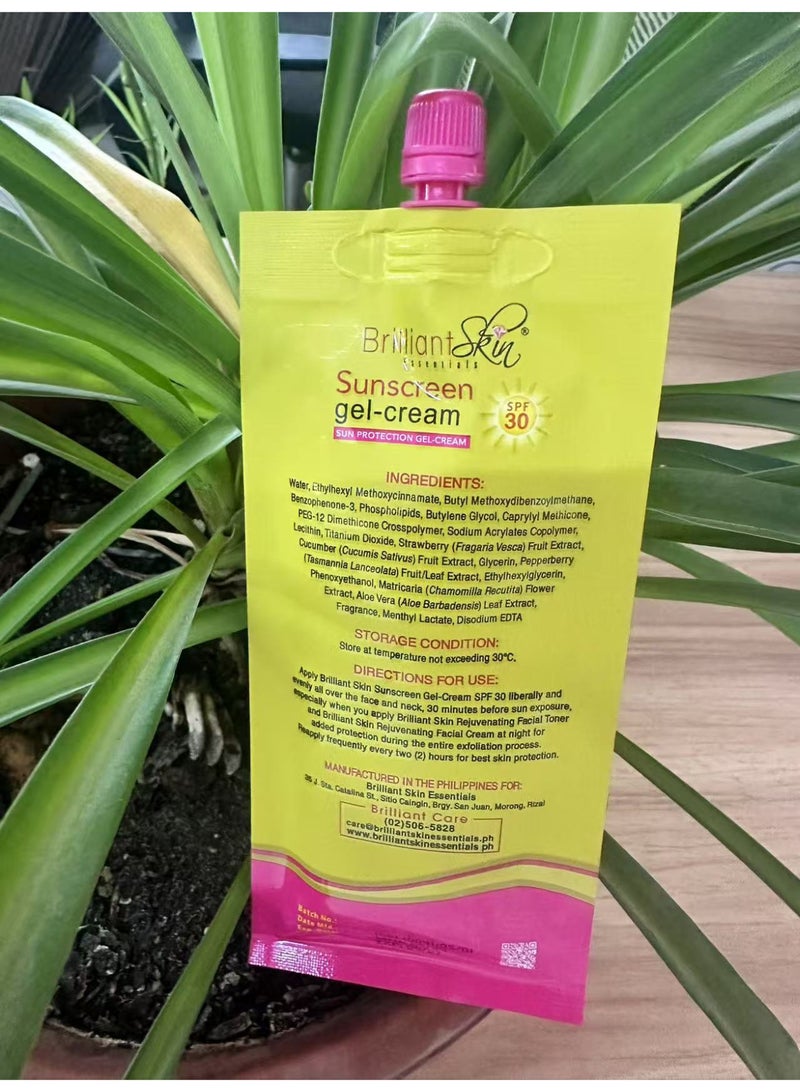 Brilliant Skin®
Essentials
Sunscreen
gel-cream
SUN PROTECTION GEL-CREAM
SPF
30
INGREDIENTS:
Water, Ethylhexyl Methoxycinnamate, Butyl Methoxydibenzoylmethane,
Benzophenone-3, Phospholipids, Butylene Glycol, Caprylyl Methicone,
PEG-12 Dimethicone Crosspolymer, Sodium Acrylates Copolymer,
Lecithin, Titanium Dioxide, Strawberry (Fragaria Vesca) Fruit Extract,
Cucumber (Cucumis Sativus) Fruit Extract, Glycerin, Pepperberry
(Tasmannia Lanceolata) Fruit/Leaf Extract, Ethylhexylglycerin,
Phenoxyethanol, Matricaria (Chamomilla Recutita) Flower
Extract, Aloe Vera (Aloe Barbadensis) Leaf Extract,
Fragrance, Menthyl Lactate, Disodium EDTA
STORAGE CONDITION:
Store at temperature not exceeding 30°C.
DIRECTIONS FOR USE:
Apply Brilliant Skin Sunscreen Gel-Cream SPF 30 liberally and
evenly all over the face and neck, 30 minutes before sun exposure,
especially when you apply Brilliant Skin Rejuvenating Facial Toner
and Brilliant Skin Rejuvenating Facial Cream at night for
added protection during the entire exfoliation process.
Reapply frequently every two (2) hours for best skin protection.
MANUFACTURED IN THE PHILIPPINES FOR:
Brilliant Skin Essentials
35 J. Sta. Catalina St., Sitio Caingin, Brgy. San Juan, Morong, Rizal
Brilliant Care
(02)506-5828
care@brilliantskinessentials.ph
www.brilliantskinessentials.ph
Batch No.:
Date Mfd.